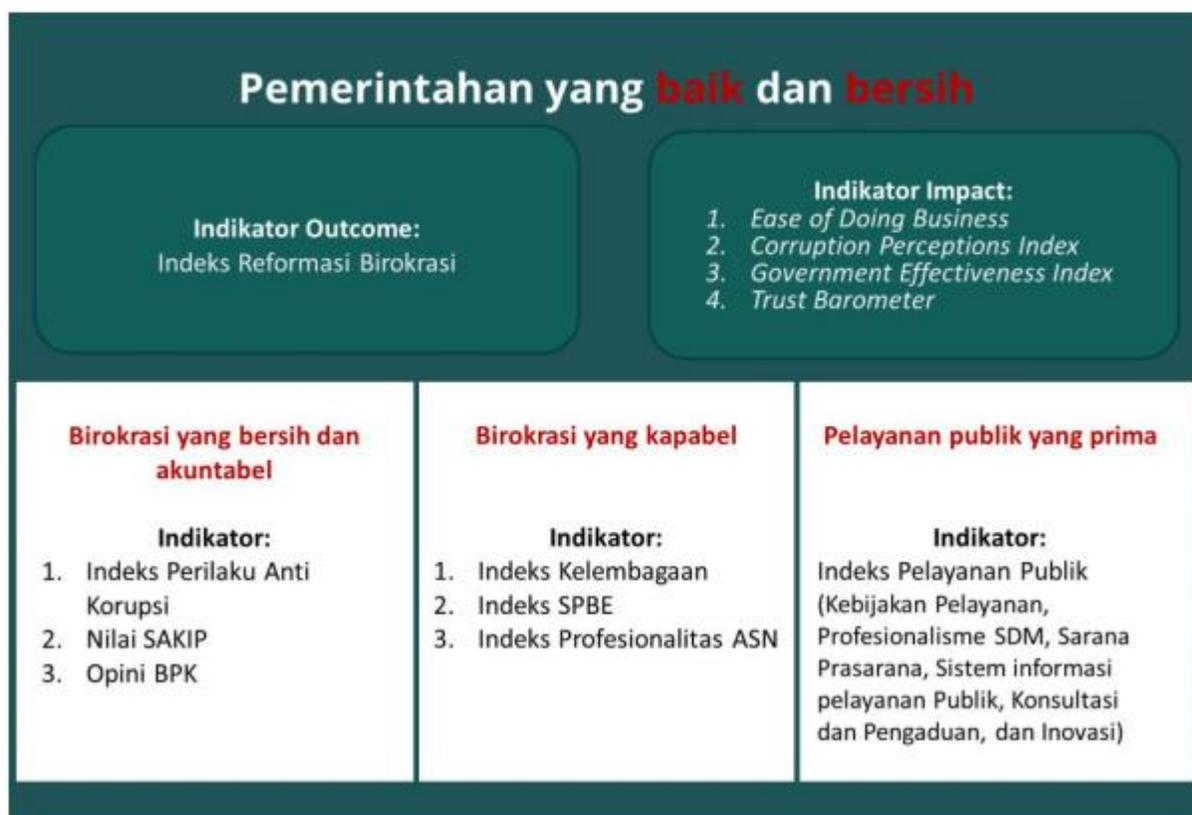 Pemerintahan yang baik dan bersih
Indikator Outcome:
Indeks Reformasi Birokrasi
Indikator Impact:
1. Ease of Doing Business
2. Corruption Perceptions Index
3. Government Effectiveness Index
4. Trust Barometer
Birokrasi yang bersih dan
akuntabel
Indikator:
1. Indeks Perilaku Anti
Korupsi
2. Nilai SAKIP
3. Opini BPK
Birokrasi yang kapabel
Indikator:
1. Indeks Kelembagaan
2. Indeks SPBE
3. Indeks Profesionalitas ASN
Pelayanan publik yang prima
Indikator:
Indeks Pelayanan Publik
(Kebijakan Pelayanan,
Profesionalisme SDM, Sarana
Prasarana, Sistem informasi
pelayanan Publik, Konsultasi
dan Pengaduan, dan Inovasi)